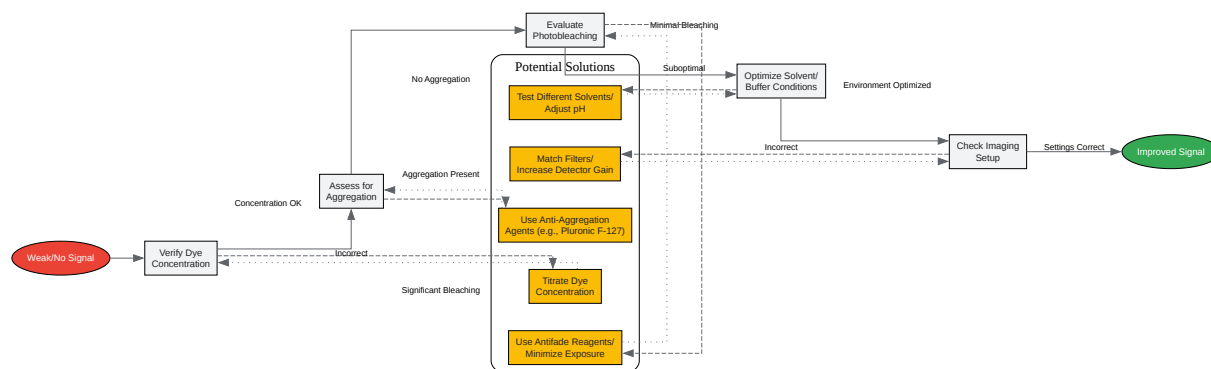 Evaluate
Photobleaching
Minimal Bleaching
Potential Solutions
Suboptimal
No Aggregation
Optimize Solvent/
Buffer Conditions
Environment Optimized
Test Different Solvents/
Adjust pH
Match Filters/
Increase Detector Gain
Incorrect
Check Imaging
Setup
Settings Correct
Improved Signal
Aggregation Present
Assess for
Aggregation
Concentration OK
Use Anti-Aggregation
Agents (e.g., Pluronic F-127)
Weak/No Signal
Verify Dye
Concentration
Incorrect
Titrate Dye
Concentration
Significant Bleaching
Use Antifade Reagents/
Minimize Exposure